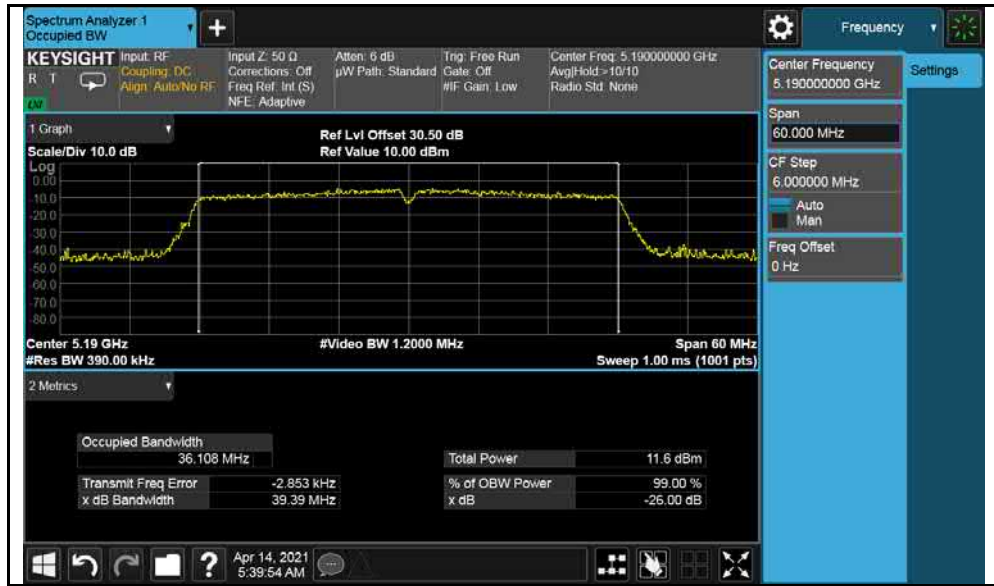 Spectrum Analyzer 1
Occupied BW
+
Frequency
KEYSIGHT
R T
LXI
Input: RF
Coupling: DC
Align: Auto/No RF
Input Z: 50 Ω
Corrections: Off
Freq Ref: Int (S)
NFE: Adaptive
Atten: 6 dB
µW Path: Standard
Trig: Free Run
Gate: Off
#IF Gain: Low
Center Freq: 5.190000000 GHz
Avg|Hold:>10/10
Radio Std: None
Center Frequency
5.190000000 GHz
Settings
Span
60.000 MHz
CF Step
6.000000 MHz
Auto
Man
Freq Offset
0 Hz
1 Graph
Scale/Div 10.0 dB
Ref Lvl Offset 30.50 dB
Ref Value 10.00 dBm
Log
0.00
-10.0
-20.0
-30.0
-40.0
-50.0
-60.0
-70.0
-80.0
Center 5.19 GHz
#Res BW 390.00 kHz
#Video BW 1.2000 MHz
Span 60 MHz
Sweep 1.00 ms (1001 pts)
2 Metrics
Occupied Bandwidth
36.108 MHz
Total Power 11.6 dBm
Transmit Freq Error -2.853 kHz
% of OBW Power 99.00 %
x dB Bandwidth 39.39 MHz
x dB -26.00 dB
?
Apr 14, 2021
5:39:54 AM